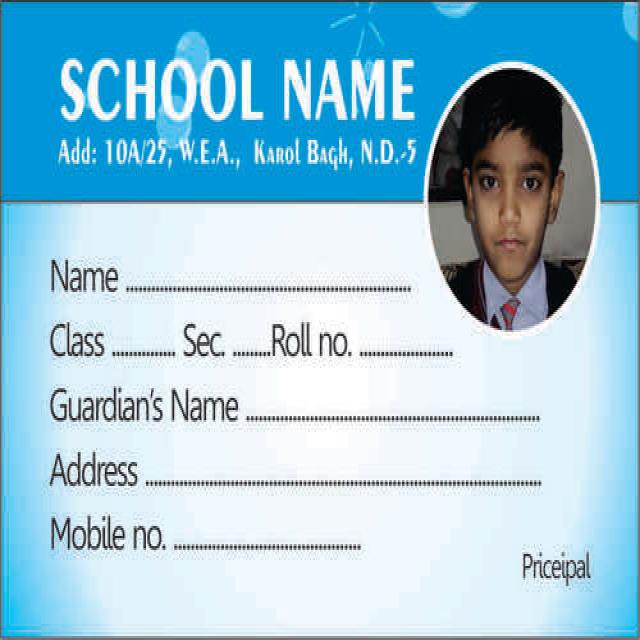 SCHOOL NAME
Add: 10A/25, W.E.A., Karol Bagh, N.D.-5
Name ......................................................
Class .............. Sec. ........Roll no. .....................
Guardian's Name .................................................................
Address ........................................................................................
Mobile no. ..........................................
Priceipal